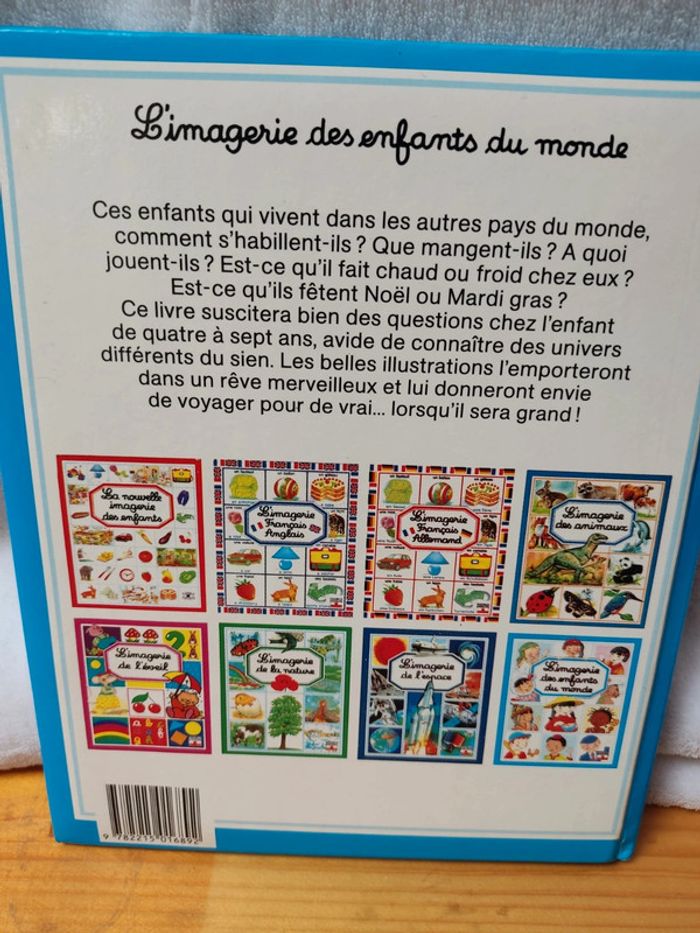 L'imagerie des enfants du monde
Ces enfants qui vivent dans les autres pays du monde,
comment s'habillent-ils ? Que mangent-ils ? A quoi
jouent-ils ? Est-ce qu'il fait chaud ou froid chez eux ?
Est-ce qu'ils fêtent Noël ou Mardi gras ?
Ce livre suscitera bien des questions chez l'enfant
de quatre à sept ans, avide de connaître des univers
différents du sien. Les belles illustrations l'emporteront
dans un rêve merveilleux et lui donneront envie
de voyager pour de vrai... lorsqu'il sera grand !
La nouvelle
imagerie
des enfants
L'imagerie
Français
Anglais
L'imagerie
Français
Allemand
L'imagerie
des animaux
L'imagerie
de l'éveil
L'imagerie
de la nature
L'imagerie
de l'espace
L'imagerie
des enfants
du monde
9 782215 016892